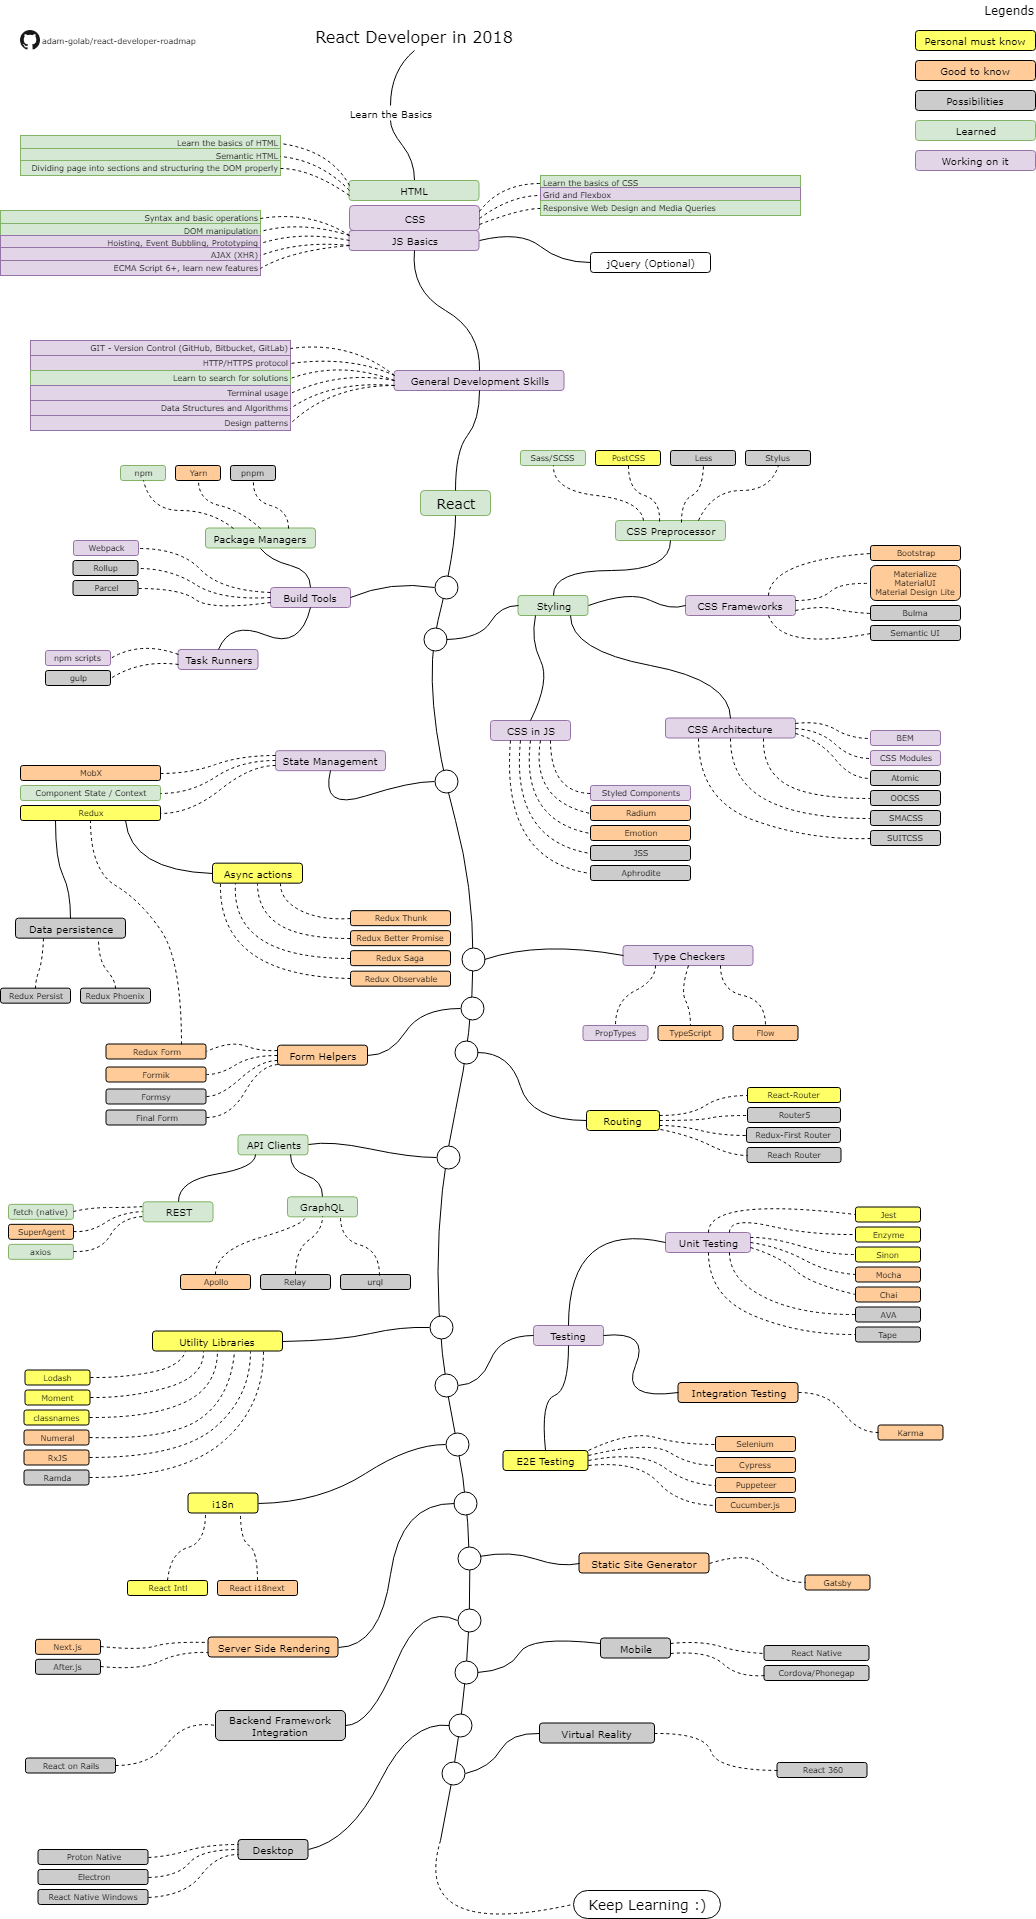 Legends
adam-golab/react-developer-roadmap
React Developer in 2018
Personal must know
Good to know
Possibilities
Learned
Working on it
Learn the Basics
Learn the basics of HTML
Semantic HTML
Dividing page into sections and structuring the DOM properly
HTML
Learn the basics of CSS
Grid and Flexbox
Responsive Web Design and Media Queries
CSS
Syntax and basic operations
DOM manipulation
Hoisting, Event Bubbling, Prototyping
AJAX (XHR)
ECMA Script 6+, learn new features
JS Basics
jQuery (Optional)
GIT - Version Control (GitHub, Bitbucket, GitLab)
HTTP/HTTPS protocol
Learn to search for solutions
Terminal usage
Data Structures and Algorithms
Design patterns
General Development Skills
npm
Yarn
pnpm
Sass/SCSS
PostCSS
Less
Stylus
React
Package Managers
CSS Preprocessor
Webpack
Rollup
Parcel
Build Tools
Styling
CSS Frameworks
Bootstrap
Materialize
MaterialUI
Material Design Lite
Bulma
Semantic UI
npm scripts
gulp
Task Runners
CSS in JS
CSS Architecture
BEM
CSS Modules
Atomic
OOCSS
SMACSS
SUITCSS
State Management
MobX
Component State / Context
Redux
Styled Components
Radium
Emotion
JSS
Aphrodite
Async actions
Redux Thunk
Redux Better Promise
Redux Saga
Redux Observable
Data persistence
Redux Persist
Redux Phoenix
Type Checkers
PropTypes
TypeScript
Flow
Redux Form
Formik
Formsy
Final Form
Form Helpers
Routing
React-Router
Router5
Redux-First Router
Reach Router
API Clients
REST
GraphQL
fetch (native)
SuperAgent
axios
Apollo
Relay
urql
Unit Testing
Jest
Enzyme
Sinon
Mocha
Chai
AVA
Tape
Utility Libraries
Testing
Lodash
Moment
classnames
Numeral
RxJS
Ramda
Integration Testing
Karma
E2E Testing
Selenium
Cypress
Puppeteer
Cucumber.js
i18n
React Intl
React i18next
Static Site Generator
Gatsby
Server Side Rendering
Next.js
After.js
Mobile
React Native
Cordova/Phonegap
Backend Framework
Integration
React on Rails
Virtual Reality
React 360
Desktop
Proton Native
Electron
React Native Windows
Keep Learning :)